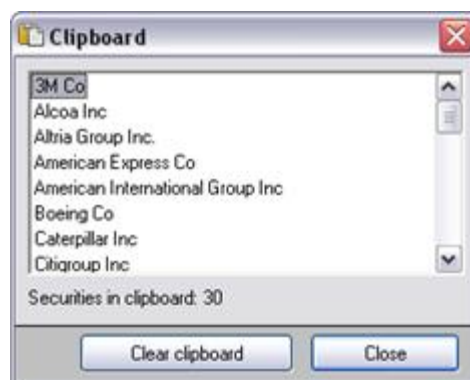 Clipboard
3M Co
Alcoa Inc
Altria Group Inc.
American Express Co
American International Group Inc
Boeing Co
Caterpillar Inc
Citigroup Inc
Securities in clipboard: 30
Clear clipboard
Close